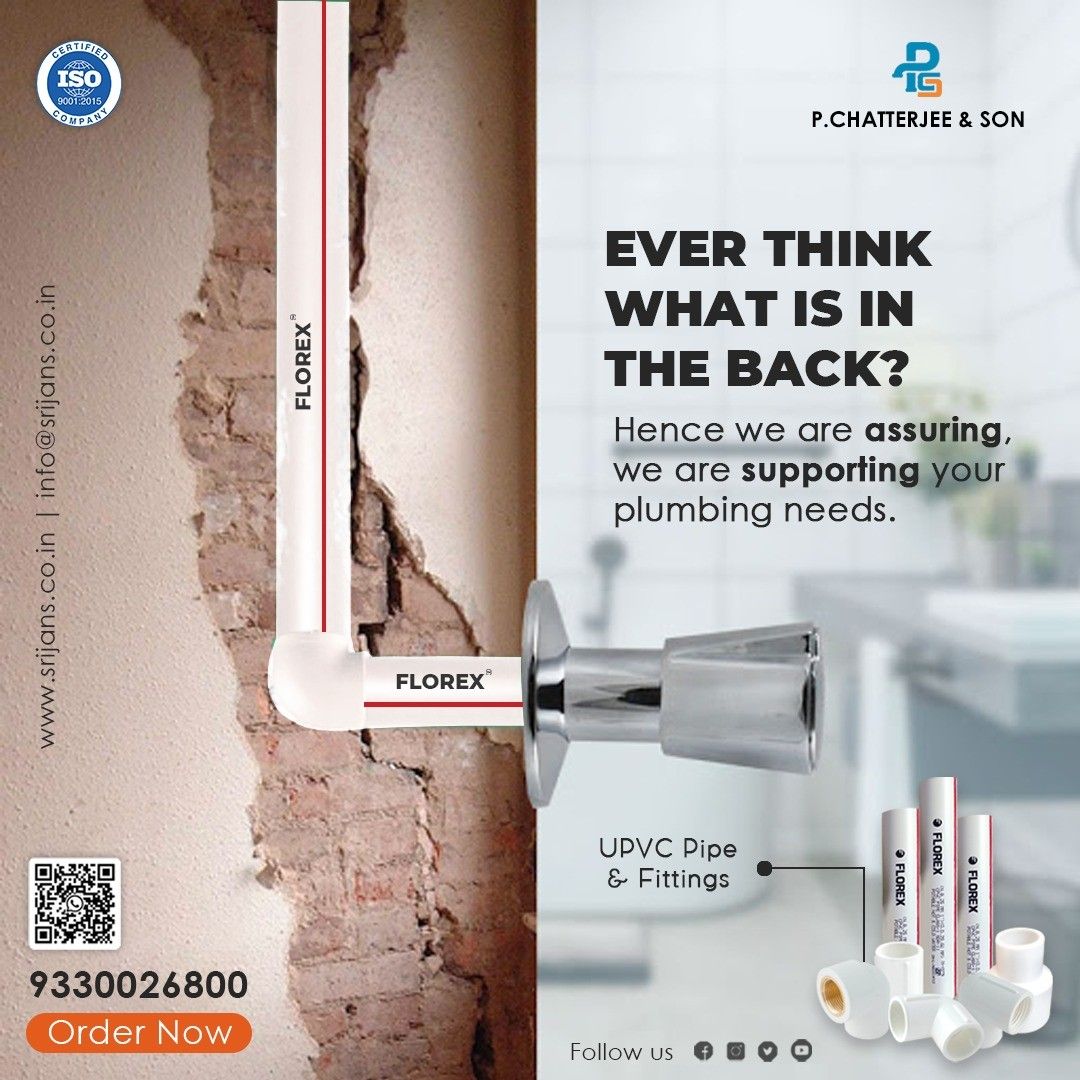 CERTIFIED
ISO
9001:2015
COMPANY
P.CHATTERJEE & SON
EVER THINK
WHAT IS IN
THE BACK?
Hence we are assuring,
we are supporting your
plumbing needs.
www.srijans.co.in | info@srijans.co.in
FLOREX®
FLOREX
UPVC Pipe
& Fittings
FLOREX
FLOREX
FLOREX
9330026800
Order Now
Follow us